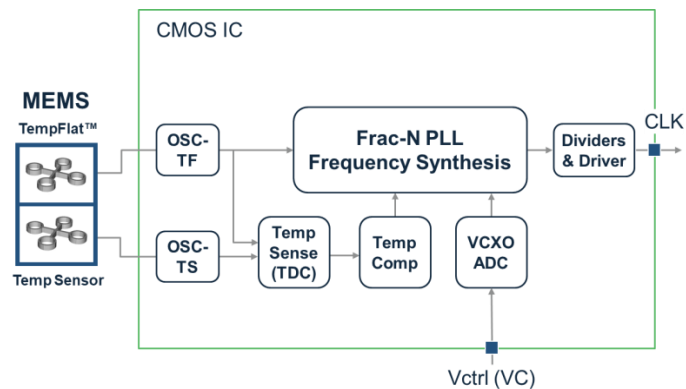 CMOS IC
MEMS
TempFlat™
OSC-
TF
Frac-N PLL
Frequency Synthesis
Dividers
& Driver
CLK
OSC-
TS
Temp
Sense
(TDC)
Temp
Comp
VCXO
ADC
Temp Sensor
Vctrl (VC)